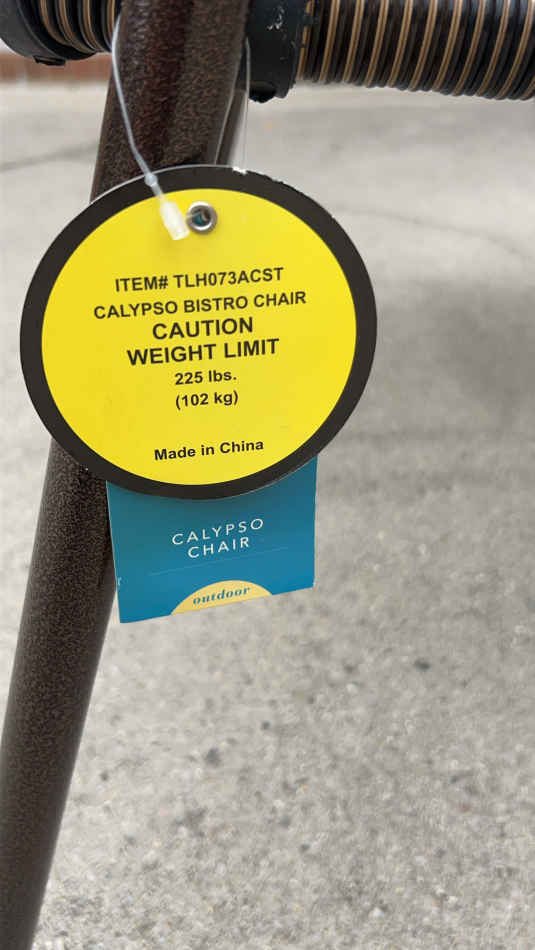 ITEM# TLH073ACST
CALYPSO BISTRO CHAIR
CAUTION
WEIGHT LIMIT
225 lbs.
(102 kg)
Made in China
CALYPSO
CHAIR
outdoor